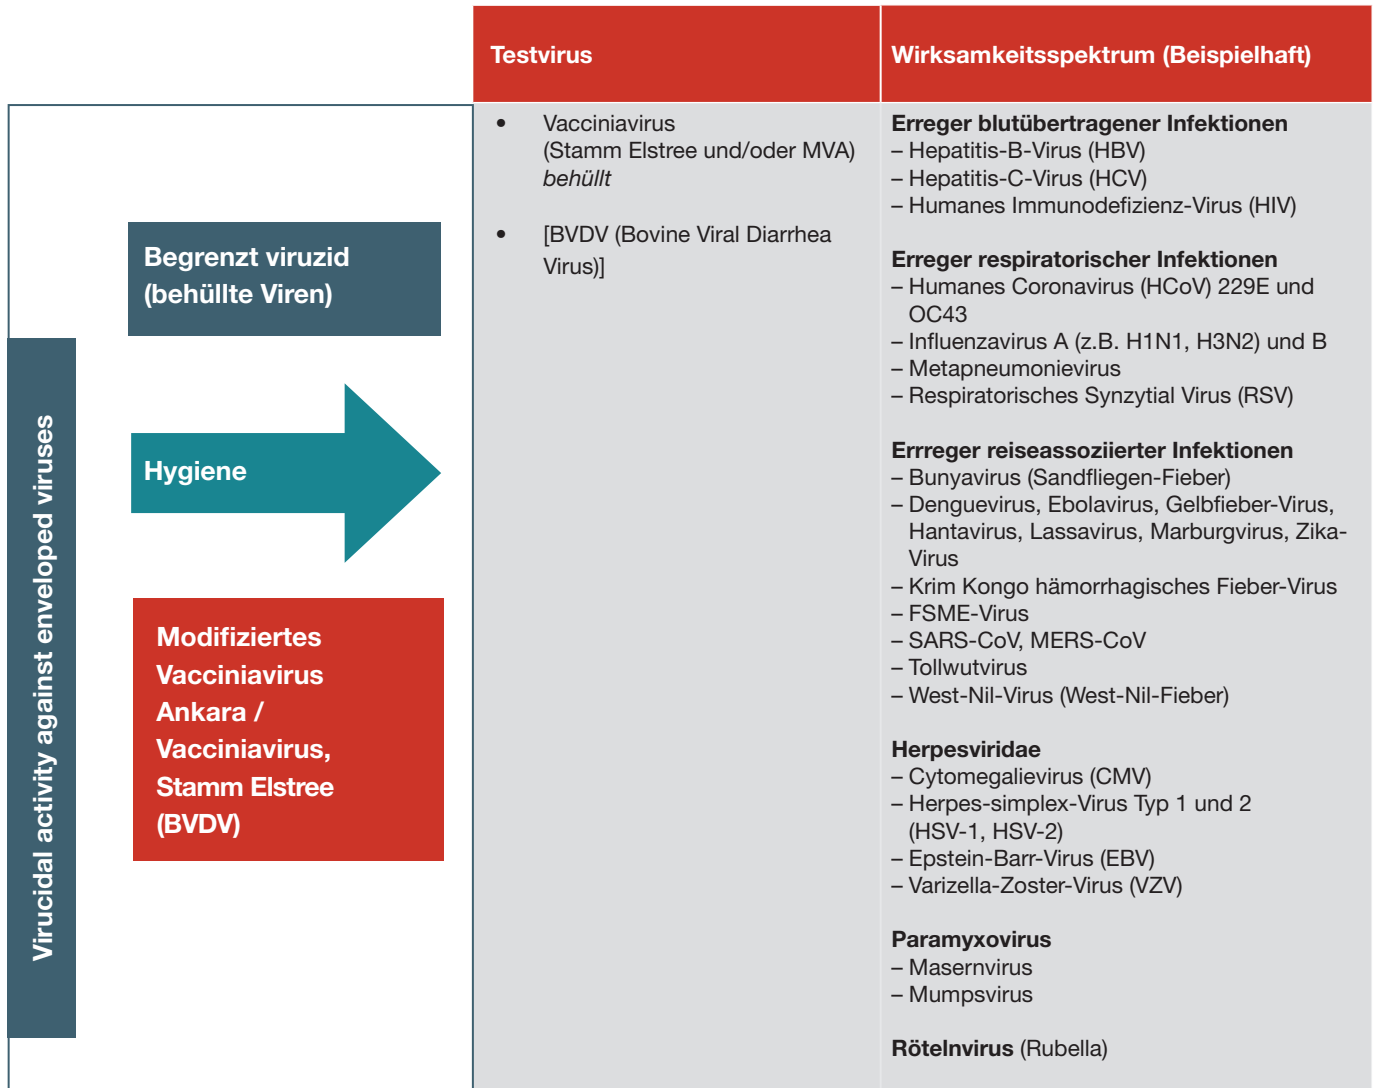 Testvirus
Wirksamkeitsspektrum (Beispielhaft)
Virucidal activity against enveloped viruses
Begrenzt viruzid
(behüllte Viren)
Hygiene
Modifiziertes
Vacciniavirus
Ankara /
Vacciniavirus,
Stamm Elstree
(BVDV)
• Vacciniavirus
(Stamm Elstree und/oder MVA)
behüllt
• [BVDV (Bovine Viral Diarrhea
Virus)]
Erreger blutübertragener Infektionen
– Hepatitis-B-Virus (HBV)
– Hepatitis-C-Virus (HCV)
– Humanes Immunodefizienz-Virus (HIV)
Erreger respiratorischer Infektionen
– Humanes Coronavirus (HCoV) 229E und
OC43
– Influenzavirus A (z.B. H1N1, H3N2) und B
– Metapneumonievirus
– Respiratorisches Synzytial Virus (RSV)
Errreger reiseassoziierter Infektionen
– Bunyavirus (Sandfliegen-Fieber)
– Denguevirus, Ebolavirus, Gelbfieber-Virus,
Hantavirus, Lassavirus, Marburgvirus, Zika-
Virus
– Krim Kongo hämorrhagisches Fieber-Virus
– FSME-Virus
– SARS-CoV, MERS-CoV
– Tollwutvirus
– West-Nil-Virus (West-Nil-Fieber)
Herpesviridae
– Cytomegalievirus (CMV)
– Herpes-simplex-Virus Typ 1 und 2
(HSV-1, HSV-2)
– Epstein-Barr-Virus (EBV)
– Varizella-Zoster-Virus (VZV)
Paramyxovirus
– Masernvirus
– Mumpsvirus
Rötelnvirus (Rubella)